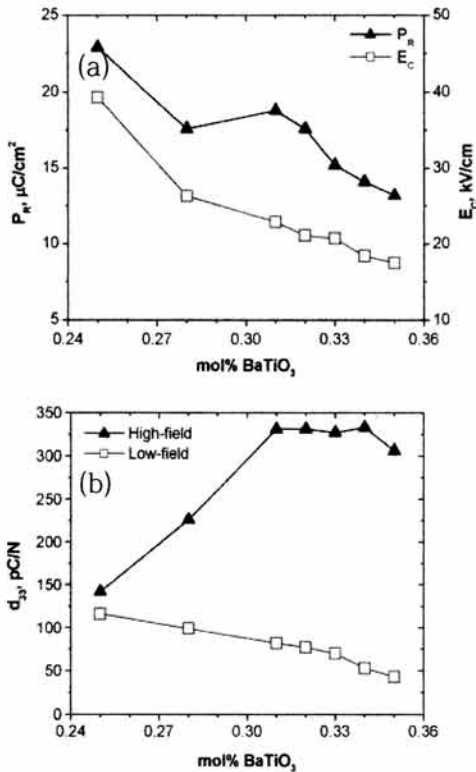 25
20
15
10
5
P_R, μC/cm²
(a)
P_R
E_C
50
40
30
20
10
E_C, kV/cm
0.24 0.27 0.30 0.33 0.36
mol% BaTiO₃
350
300
250
200
150
100
50
0
d₃₃, pC/N
High-field
Low-field
(b)
0.24 0.27 0.30 0.33 0.36
mol% BaTiO₃